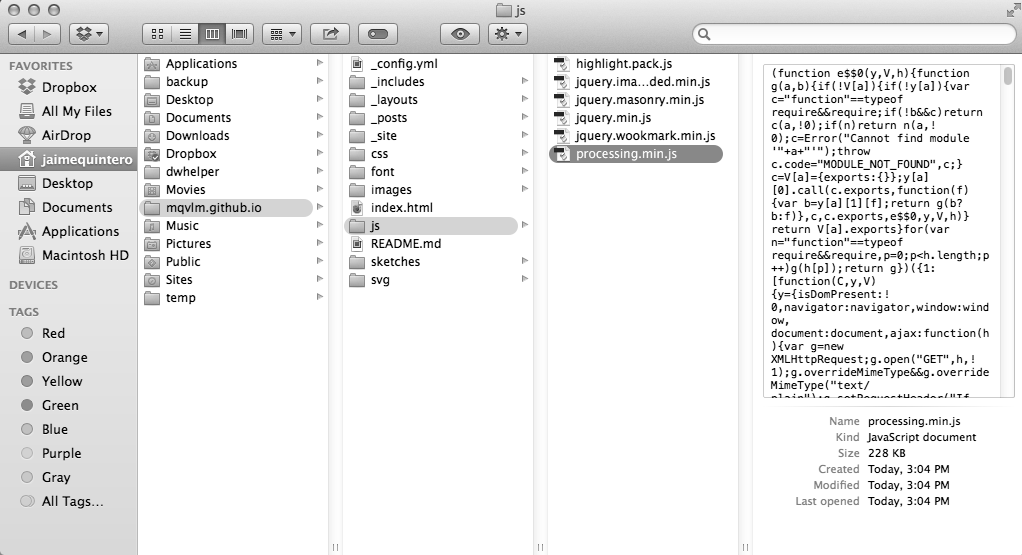 js
FAVORITES
Dropbox
All My Files
AirDrop
jaimequintero
Desktop
Documents
Applications
Macintosh HD
DEVICES
TAGS
Red
Orange
Yellow
Green
Blue
Purple
Gray
All Tags...
Applications
backup
Desktop
Documents
Downloads
Dropbox
dwhelper
Movies
mqvlm.github.io
Music
Pictures
Public
Sites
temp
_config.yml
_includes
_layouts
_posts
_site
css
font
images
index.html
js
README.md
sketches
svg
highlight.pack.js
jquery.ima...ded.min.js
jquery.masonry.min.js
jquery.min.js
jquery.wookmark.min.js
processing.min.js
(function e$$0(y,V,h){function
g(a,b){if(!V[a]){if(!y[a]){var
c="function"==typeof
require&&require;if(!b&&c)return
c(a,!0);if(n)return n(a,!
0);c=Error("Cannot find module
'"+a+"'");throw
c.code="MODULE_NOT_FOUND",c;}
c=V[a]={exports:{}};y[a]
[0].call(c.exports,function(f)
{var b=y[a][1][f];return g(b?
b:f)},c,c.exports,e$$0,y,V,h)}
return V[a].exports}for(var
n="function"==typeof
require&&require,p=0;p<h.length;p
++)g(h[p]);return g})({1:
[function(C,y,V)
{y={isDomPresent:!
0,navigator:navigator,window:wind
ow,
document:document,ajax:function(h
){var g=new
XMLHttpRequest;g.open("GET",h,!
1);g.overrideMimeType&&g.override
MimeType("text/
plain");g.setRequestHeader("If
Name processing.min.js
Kind JavaScript document
Size 228 KB
Created Today, 3:04 PM
Modified Today, 3:04 PM
Last opened Today, 3:04 PM